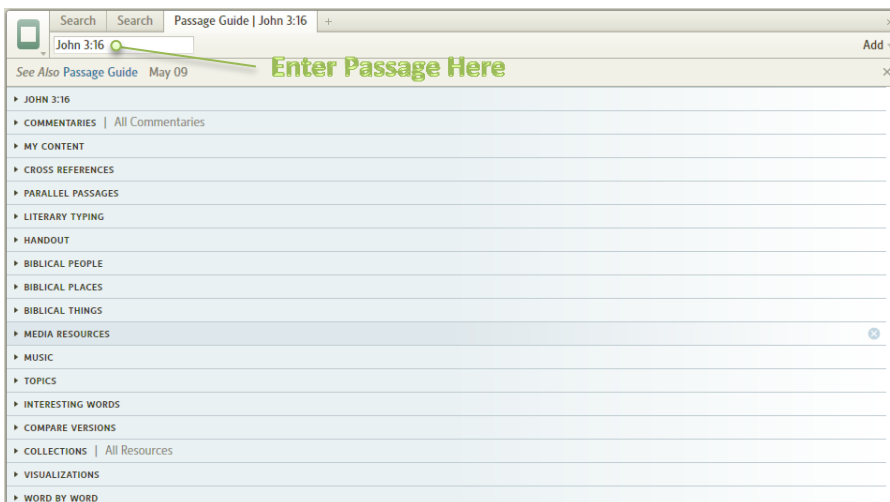 Search Search Passage Guide | John 3:16 +
John 3:16 Add
Enter Passage Here
See Also Passage Guide May 09
JOHN 3:16
COMMENTARIES | All Commentaries
MY CONTENT
CROSS REFERENCES
PARALLEL PASSAGES
LITERARY TYPING
HANDOUT
BIBLICAL PEOPLE
BIBLICAL PLACES
BIBLICAL THINGS
MEDIA RESOURCES
MUSIC
TOPICS
INTERESTING WORDS
COMPARE VERSIONS
COLLECTIONS | All Resources
VISUALIZATIONS
WORD BY WORD